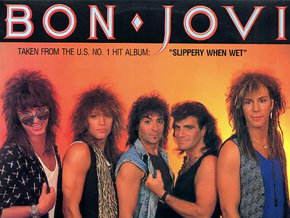 BON • JOVI
TAKEN FROM THE U.S. NO. 1 HIT ALBUM: "SLIPPERY WHEN WET"